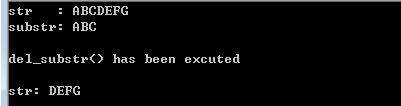 str   : ABCDEFG
substr: ABC
del_substr() has been excuted
str: DEFG